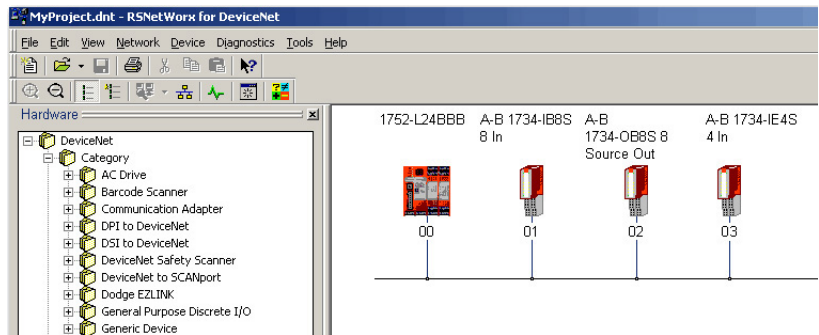 MyProject.dnt - RSNetWorx for DeviceNet
File Edit View Network Device Diagnostics Tools Help
Hardware
DeviceNet
Category
AC Drive
Barcode Scanner
Communication Adapter
DPI to DeviceNet
DSI to DeviceNet
DeviceNet Safety Scanner
DeviceNet to SCANport
Dodge EZLINK
General Purpose Discrete I/O
Generic Device
1752-L24BBB
A-B 1734-IB8S
8 In
A-B
1734-OB8S 8
Source Out
A-B 1734-IE4S
4 In
00
01
02
03